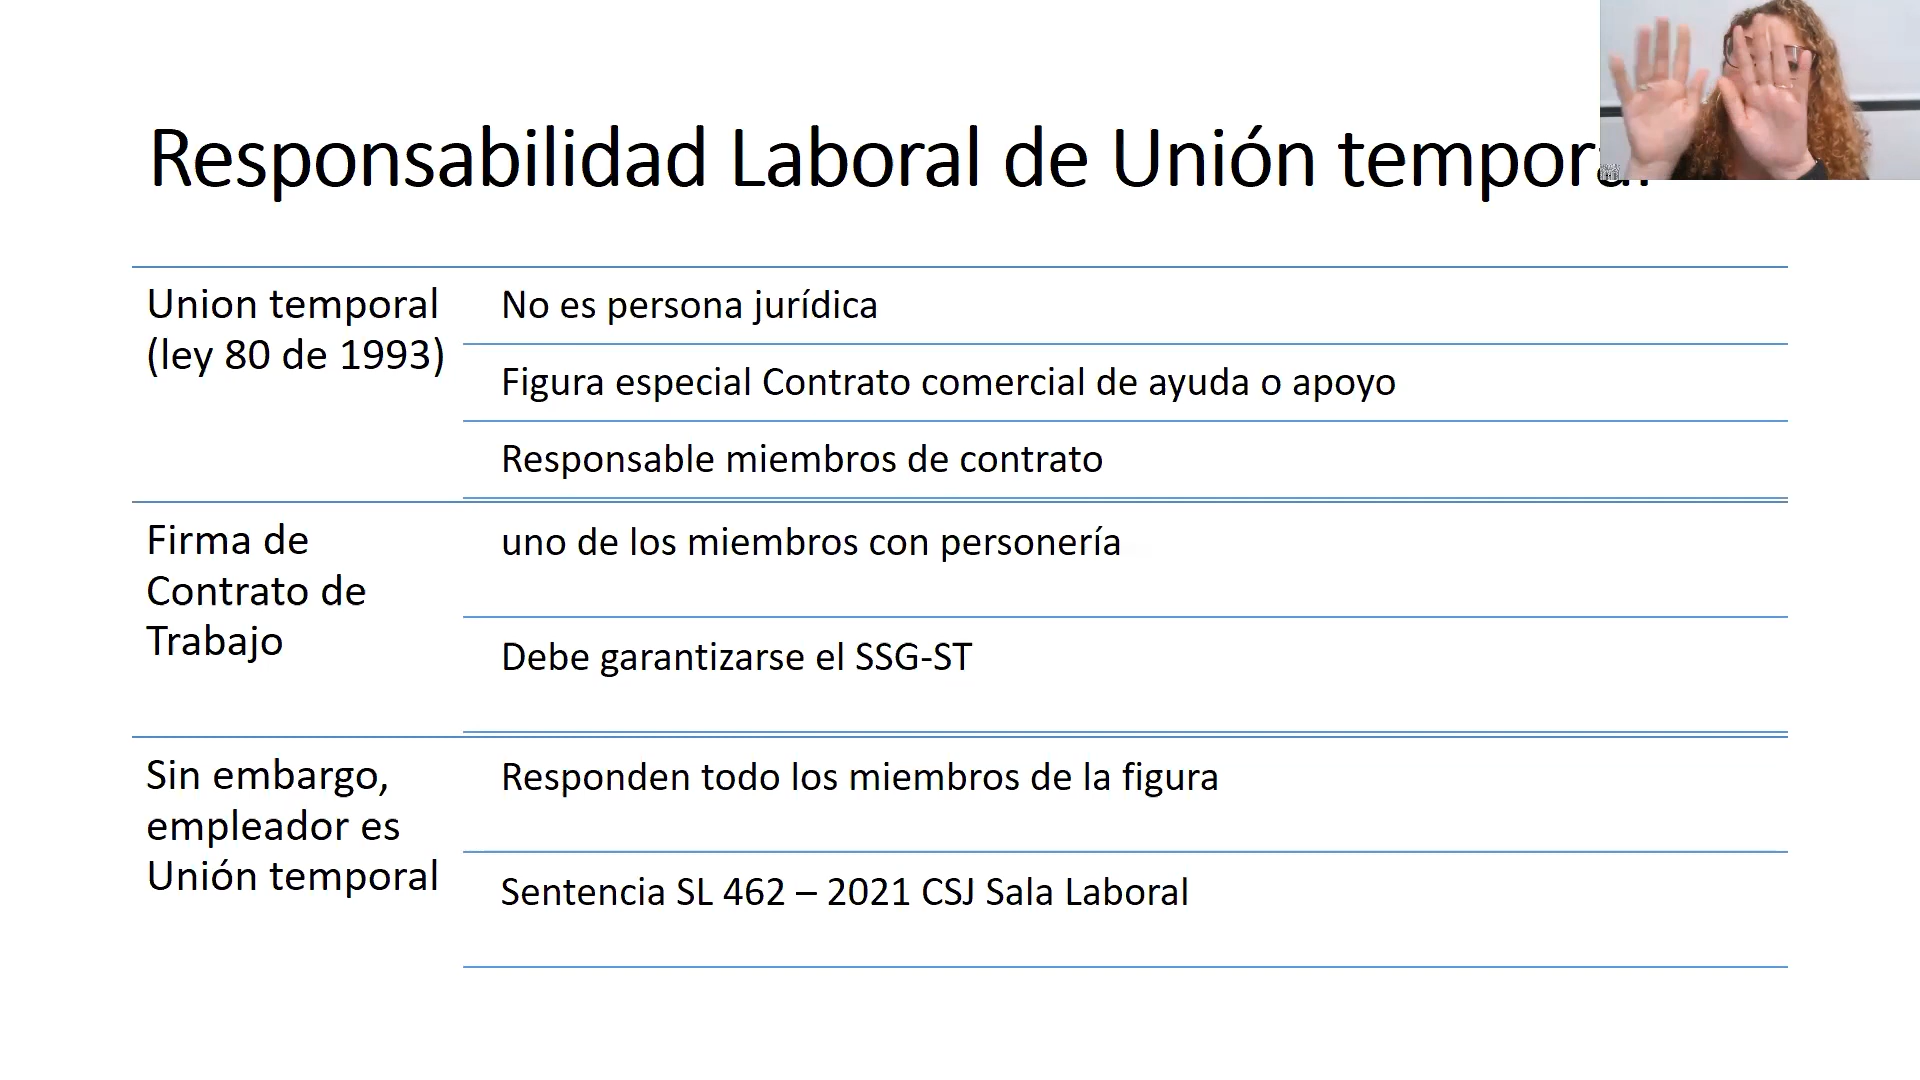 Responsabilidad Laboral de Unión temporal
Union temporal
(ley 80 de 1993)
No es persona jurídica
Figura especial Contrato comercial de ayuda o apoyo
Responsable miembros de contrato
Firma de
Contrato de
Trabajo
uno de los miembros con personería
Debe garantizarse el SSG-ST
Sin embargo,
empleador es
Unión temporal
Responden todo los miembros de la figura
Sentencia SL 462 – 2021 CSJ Sala Laboral